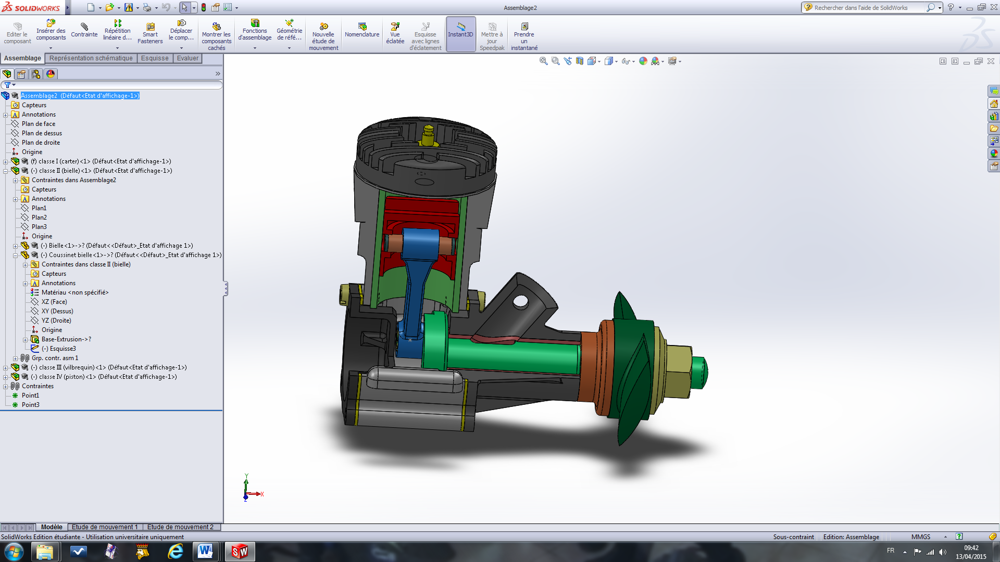 SOLIDWORKS
Assemblage2
Rechercher dans l'aide de SolidWorks
Editer le composant
Insérer des composants
Contrainte
Répétition linéaire d...
Smart Fasteners
Déplacer le comp...
Montrer les composants cachés
Fonctions d'assemblage
Géométrie de réfé...
Nouvelle étude de mouvement
Nomenclature
Vue éclatée
Esquisse avec lignes d'éclatement
Instant3D
Mettre à jour Speedpak
Prendre un instantané
Assemblage
Représentation schématique
Esquisse
Evaluer
Assemblage2 (Défaut<Etat d'affichage-1>)
Capteurs
Annotations
Plan de face
Plan de dessus
Plan de droite
Origine
(f) classe I (carter)<1> (Défaut<Etat d'affichage-1>)
(-) classe II (bielle)<1> (Défaut<Etat d'affichage-1>)
Contraintes dans Assemblage2
Capteurs
Annotations
Plan1
Plan2
Plan3
Origine
(-) Bielle<1>->? (Défaut<<Défaut>_Etat d'affichage 1>)
(-) Coussinet bielle<1>->? (Défaut<<Défaut>_Etat d'affichage 1>)
Contraintes dans classe II (bielle)
Capteurs
Annotations
Matériau <non spécifié>
XZ (Face)
XY (Dessus)
YZ (Droite)
Origine
Base-Extrusion->?
(-) Esquisse3
Grp. contr. asm 1
(-) classe III (vilbrequin)<1> (Défaut<Etat d'affichage-1>)
(-) classe IV (piston)<1> (Défaut<Etat d'affichage-1>)
Contraintes
Point1
Point3
Y
X
Z
Modèle
Etude de mouvement 1
Etude de mouvement 2
SolidWorks Edition étudiante - Utilisation universitaire uniquement
Sous-contraint
Edition: Assemblage
MMGS
FR
09:42
13/04/2015